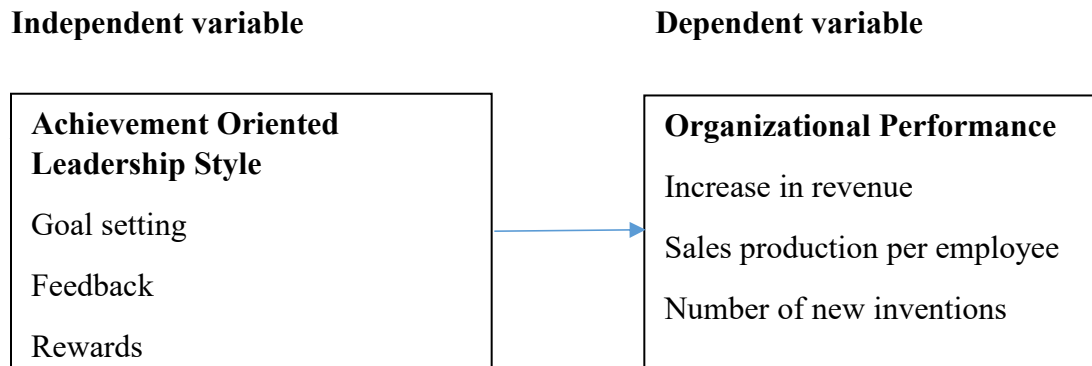 Independent variable
Dependent variable
Achievement Oriented
Leadership Style
Goal setting
Feedback
Rewards
Organizational Performance
Increase in revenue
Sales production per employee
Number of new inventions